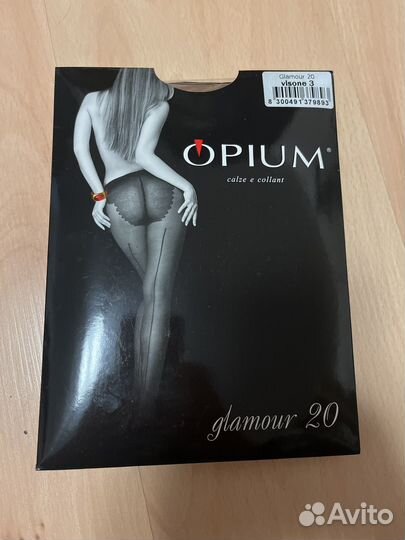 Glamour 20
visone 3
8 300491 379893
OPIUM®
calze e collant
glamour 20
Avito